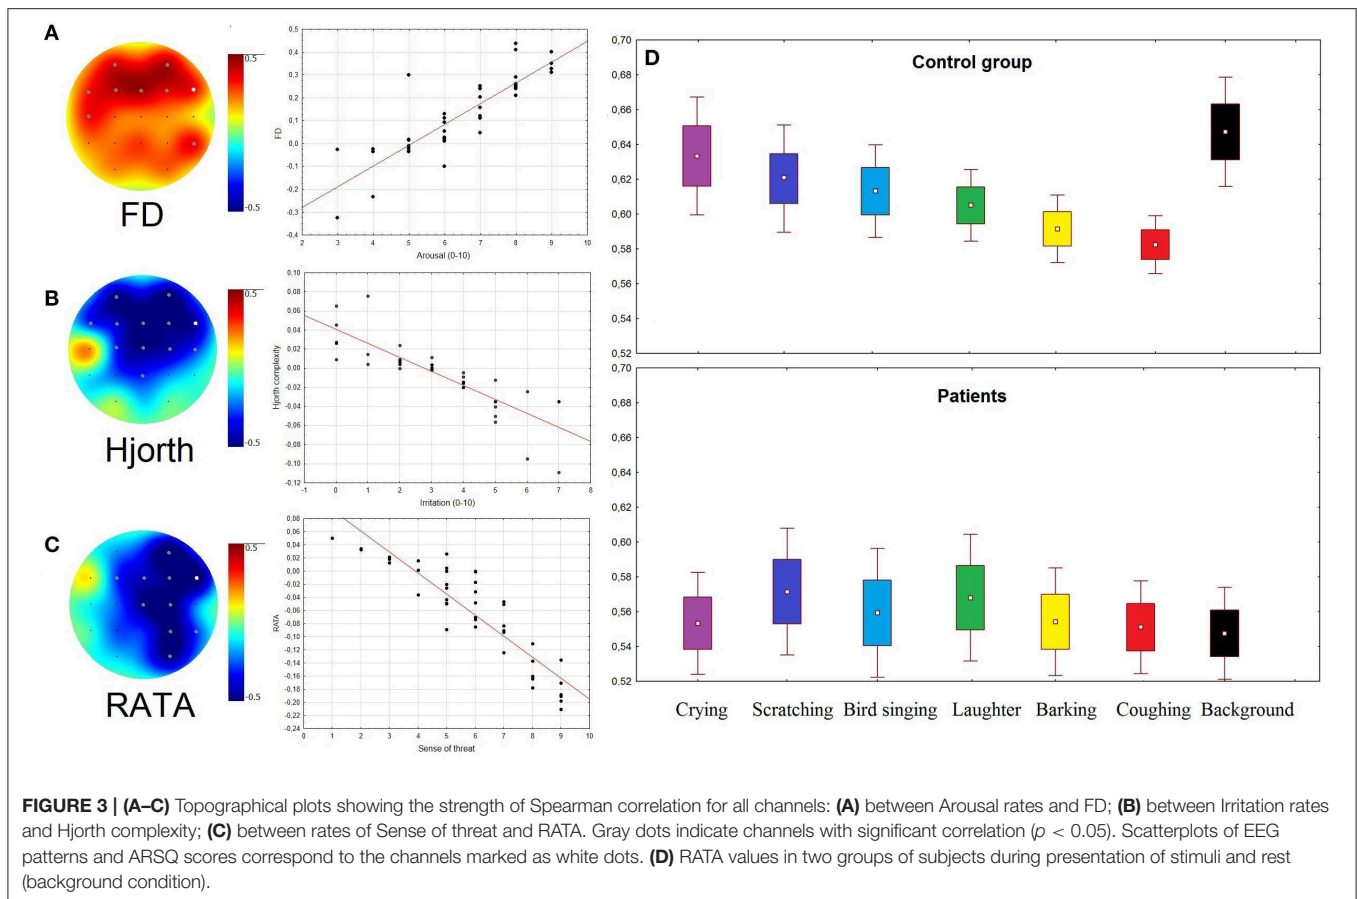 A
0.5
-0.5
FD
FD
0,5
0,4
0,3
0,2
0,1
0,0
-0,1
-0,2
-0,3
-0,4
2 3 4 5 6 7 8 9 10
Arousal (0-10)
B
0.5
-0.5
Hjorth
Hjorth complexity
0,10
0,08
0,06
0,04
0,02
0,00
-0,02
-0,04
-0,06
-0,08
-0,10
-0,12
-1 0 1 2 3 4 5 6 7 8
Irritation (0-10)
C
0.5
-0.5
RATA
RATA
0,08
0,06
0,04
0,02
0,00
-0,02
-0,04
-0,06
-0,08
-0,10
-0,12
-0,14
-0,16
-0,18
-0,20
-0,22
-0,24
0 1 2 3 4 5 6 7 8 9 10
Sense of threat
D
Control group
0,70
0,68
0,66
0,64
0,62
0,60
0,58
0,56
0,54
0,52
Patients
0,70
0,68
0,66
0,64
0,62
0,60
0,58
0,56
0,54
0,52
Crying Scratching Bird singing Laughter Barking Coughing Background
FIGURE 3 | (A–C) Topographical plots showing the strength of Spearman correlation for all channels: (A) between Arousal rates and FD; (B) between Irritation rates
and Hjorth complexity; (C) between rates of Sense of threat and RATA. Gray dots indicate channels with significant correlation (p < 0.05). Scatterplots of EEG
patterns and ARSQ scores correspond to the channels marked as white dots. (D) RATA values in two groups of subjects during presentation of stimuli and rest
(background condition).